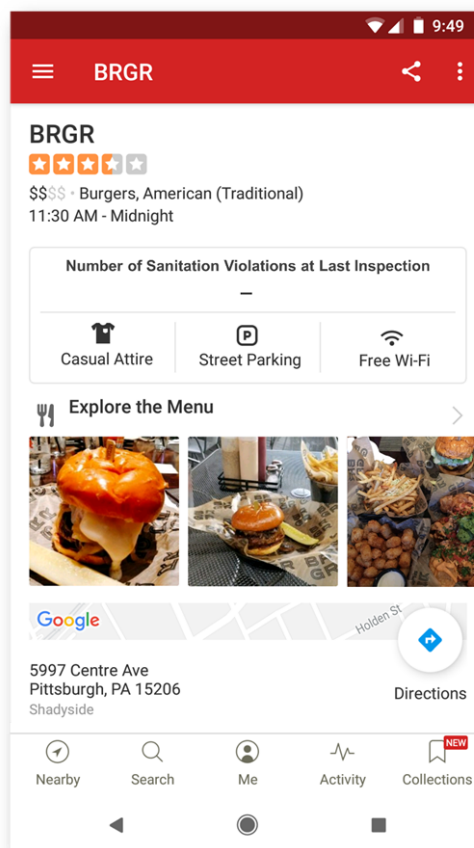 9:49
BRGR
BRGR
$$$$ • Burgers, American (Traditional)
11:30 AM - Midnight
Number of Sanitation Violations at Last Inspection
–
Casual Attire
Street Parking
Free Wi-Fi
Explore the Menu
Google
Holden St
5997 Centre Ave
Pittsburgh, PA 15206
Shadyside
Directions
NEW
Nearby
Search
Me
Activity
Collections